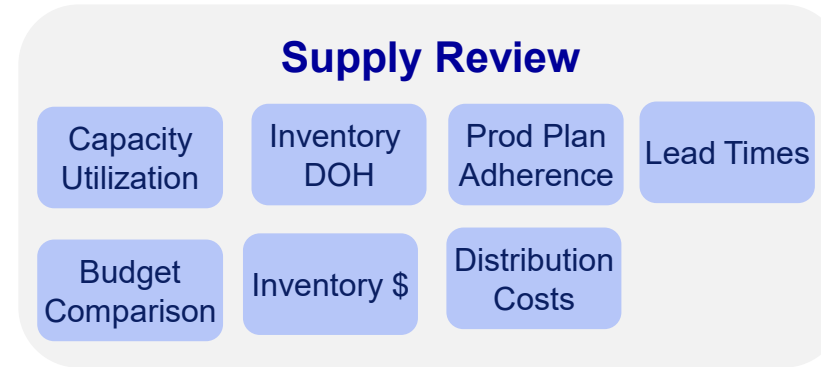 Supply Review
Capacity
Utilization
Inventory
DOH
Prod Plan
Adherence
Lead Times
Budget
Comparison
Inventory $
Distribution
Costs